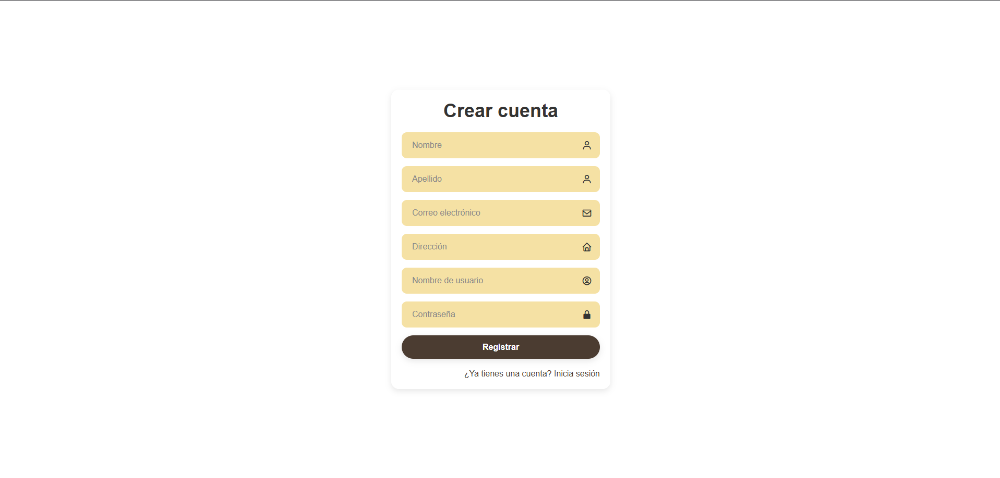 Crear cuenta
Nombre
Apellido
Correo electrónico
Dirección
Nombre de usuario
Contraseña
Registrar
¿Ya tienes una cuenta? Inicia sesión